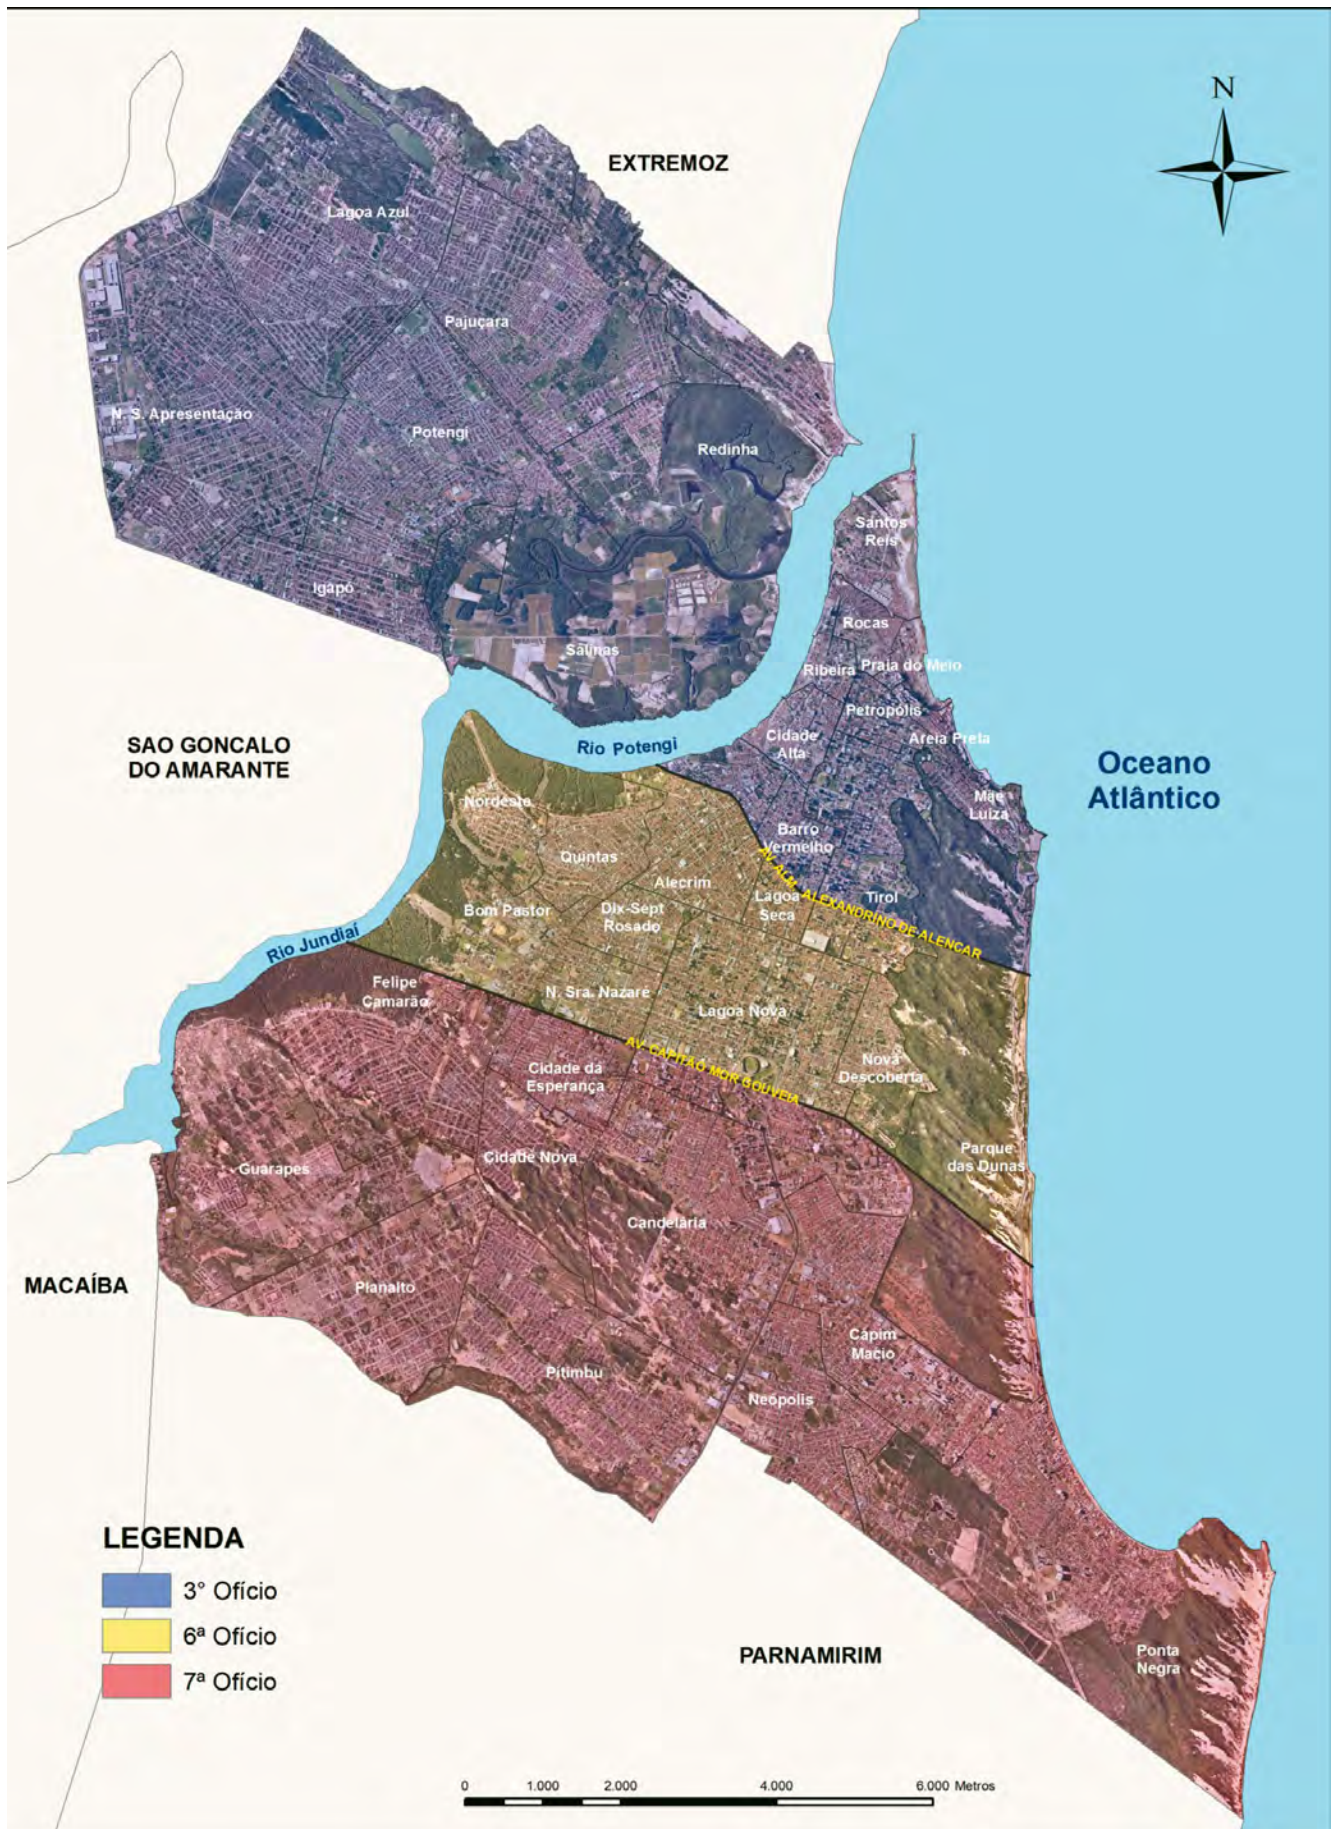 N
EXTREMOZ
Lagoa Azul
Pajuçara
N. S. Apresentação
Potengi
Redinha
Santos
Reis
Igapó
Rocas
Salinas
Ribeira
Praia do Meio
Petropólis
Cidade
Alta
Areia Preta
Rio Potengi
SAO GONCALO
DO AMARANTE
Oceano
Atlântico
Mãe
Luiza
Nordeste
Barro
Vermelho
Quintas
Alecrim
Lagoa
Seca
Tirol
AV. ALM. ALEXANDRINO DE ALENCAR
Bom Pastor
Dix-Sept
Rosado
Rio Jundiaí
Felipe
Camarão
N. Sra. Nazaré
Lagoa Nova
AV. CAPITÃO MOR GOUVEIA
Nova
Descoberta
Cidade da
Esperança
Parque
das Dunas
Guarapes
Cidade Nova
Candelária
MACAÍBA
Planalto
Capim
Macio
Pitimbu
Neópolis
LEGENDA
3° Ofício
6ª Ofício
7ª Ofício
PARNAMIRIM
Ponta
Negra
0 1.000 2.000 4.000 6.000 Metros